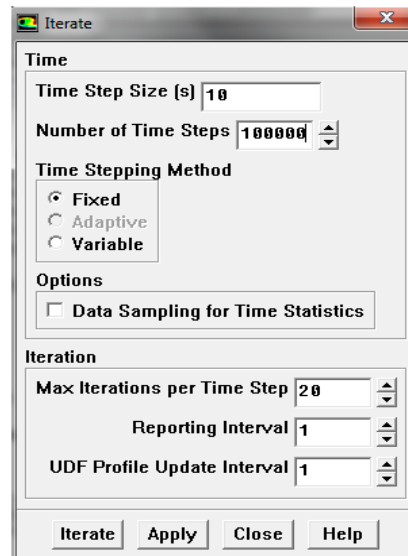 Iterate
Time
Time Step Size (s) 10
Number of Time Steps 100000
Time Stepping Method
Fixed
Adaptive
Variable
Options
Data Sampling for Time Statistics
Iteration
Max Iterations per Time Step 20
Reporting Interval 1
UDF Profile Update Interval 1
Iterate Apply Close Help